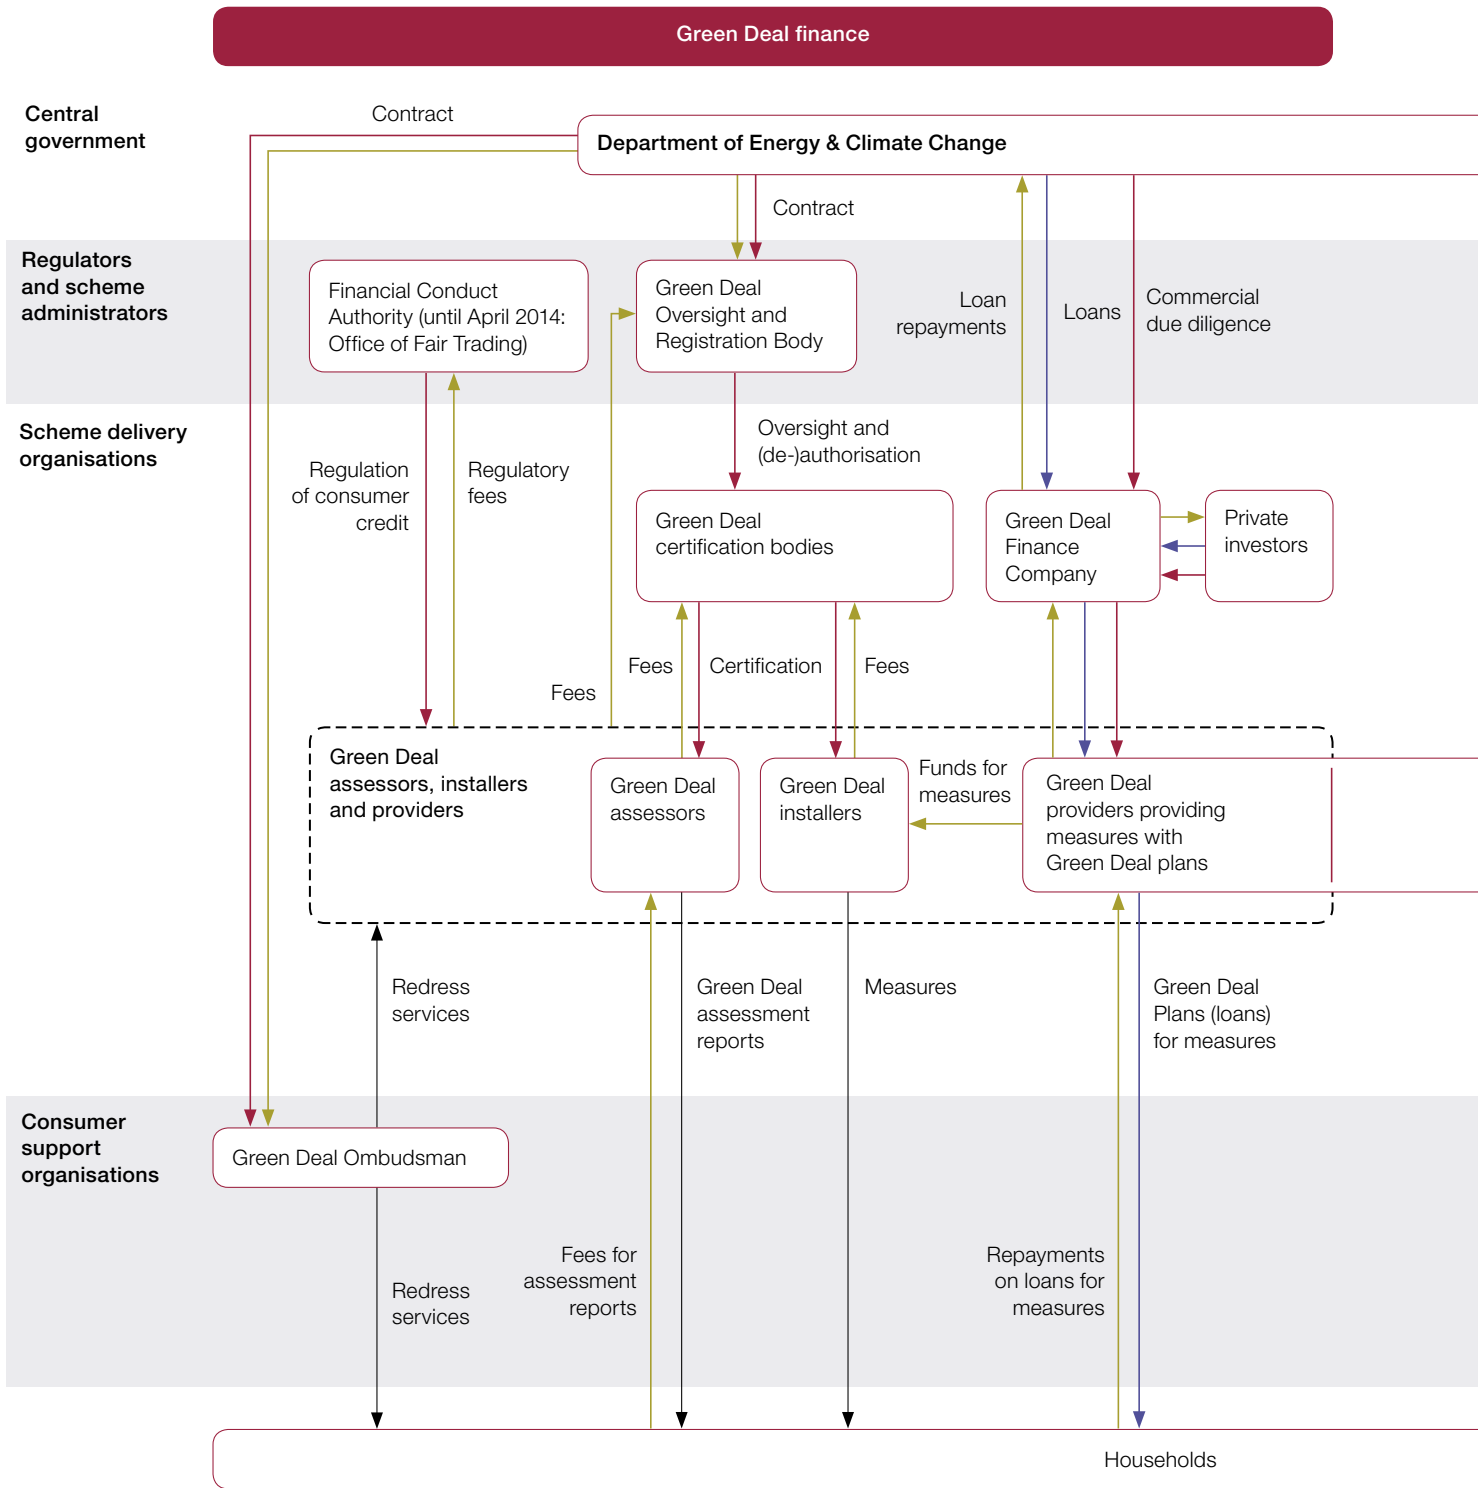 Green Deal finance
Central
government
Contract
Department of Energy & Climate Change
Contract
Regulators
and scheme
administrators
Financial Conduct
Authority (until April 2014:
Office of Fair Trading)
Green Deal
Oversight and
Registration Body
Loan
repayments
Loans
Commercial
due diligence
Scheme delivery
organisations
Regulation
of consumer
credit
Regulatory
fees
Oversight and
(de-)authorisation
Green Deal
certification bodies
Green Deal
Finance
Company
Private
investors
Fees
Fees
Certification
Fees
Green Deal
assessors, installers
and providers
Green Deal
assessors
Green Deal
installers
Funds for
measures
Green Deal
providers providing
measures with
Green Deal plans
Redress
services
Green Deal
assessment
reports
Measures
Green Deal
Plans (loans)
for measures
Consumer
support
organisations
Green Deal Ombudsman
Redress
services
Fees for
assessment
reports
Repayments
on loans for
measures
Households